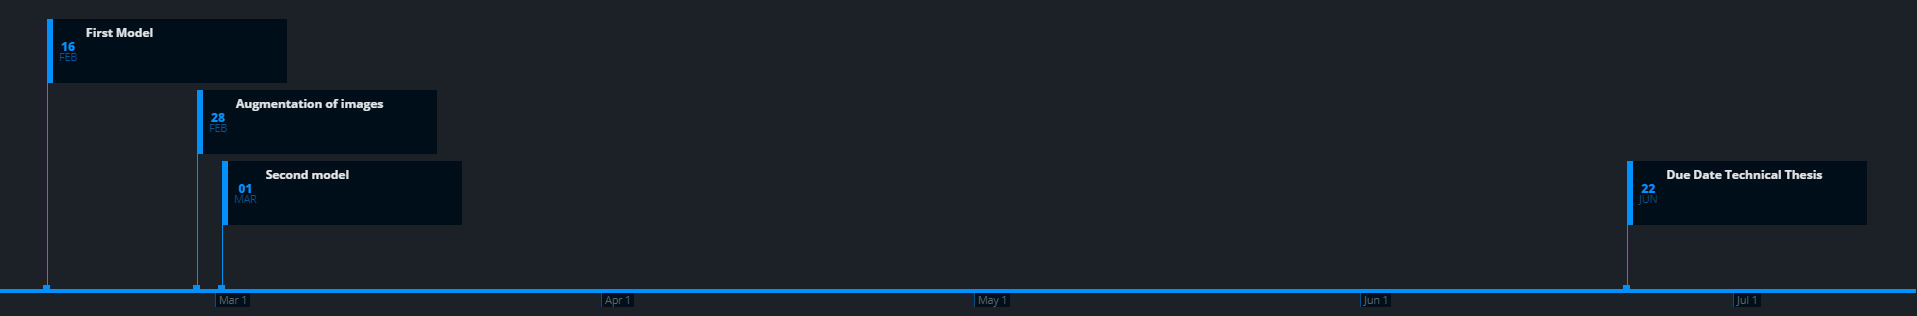 First Model
16
FEB
Augmentation of images
28
FEB
Second model
01
MAR
Due Date Technical Thesis
22
JUN
Mar 1
Apr 1
May 1
Jun 1
Jul 1